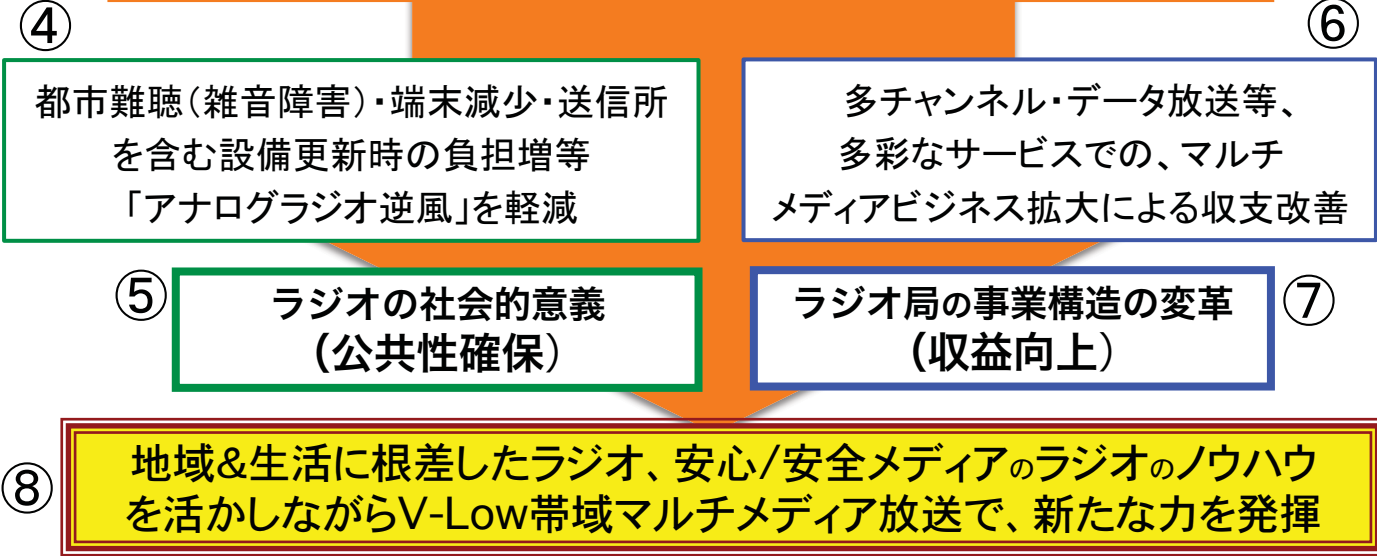 ④
都市難聴(雑音障害)・端末減少・送信所
を含む設備更新時の負担増等
「アナログラジオ逆風」を軽減
⑥
多チャンネル・データ放送等、
多彩なサービスでの、マルチ
メディアビジネス拡大による収支改善
⑤
ラジオの社会的意義
(公共性確保)
ラジオ局の事業構造の変革
(収益向上)
⑦
⑧
地域&生活に根差したラジオ、安心/安全メディアのラジオのノウハウ
を活かしながらV-Low帯域マルチメディア放送で、新たな力を発揮